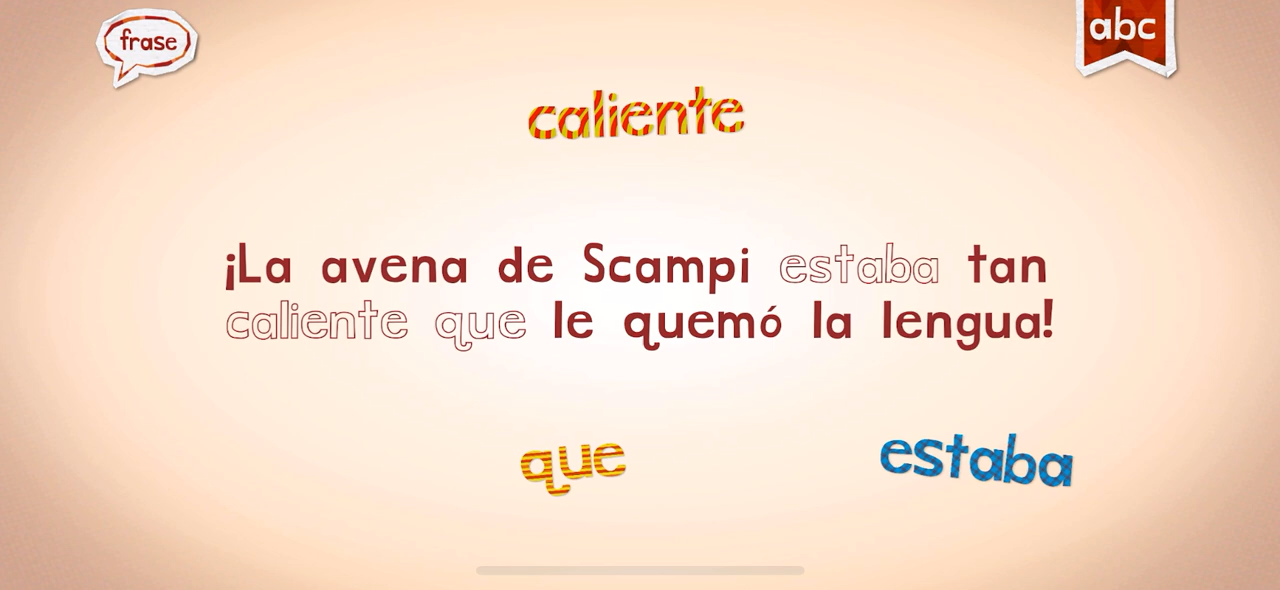 frase
abc
caliente
¡La avena de Scampi estaba tan
caliente que le quemó la lengua!
que estaba